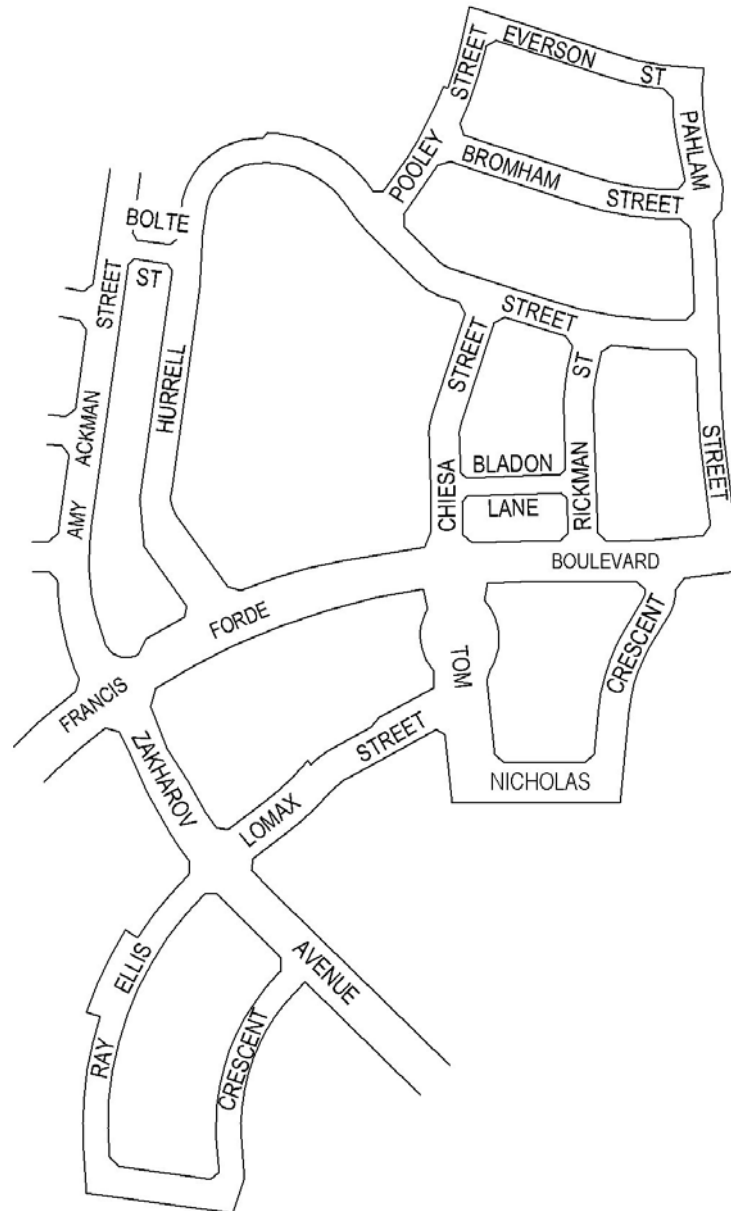 EVERSON ST
POOLEY STREET
PAHLAM STREET
BROMHAM STREET
BOLTE ST
HURRELL STREET
AMY ACKMAN STREET
CHIESA STREET
RICKMAN ST
BLADON
LANE
FRANCIS FORDE BOULEVARD
TOM NICHOLAS CRESCENT
ZAKHAROV AVENUE
LOMAX STREET
RAY ELLIS CRESCENT